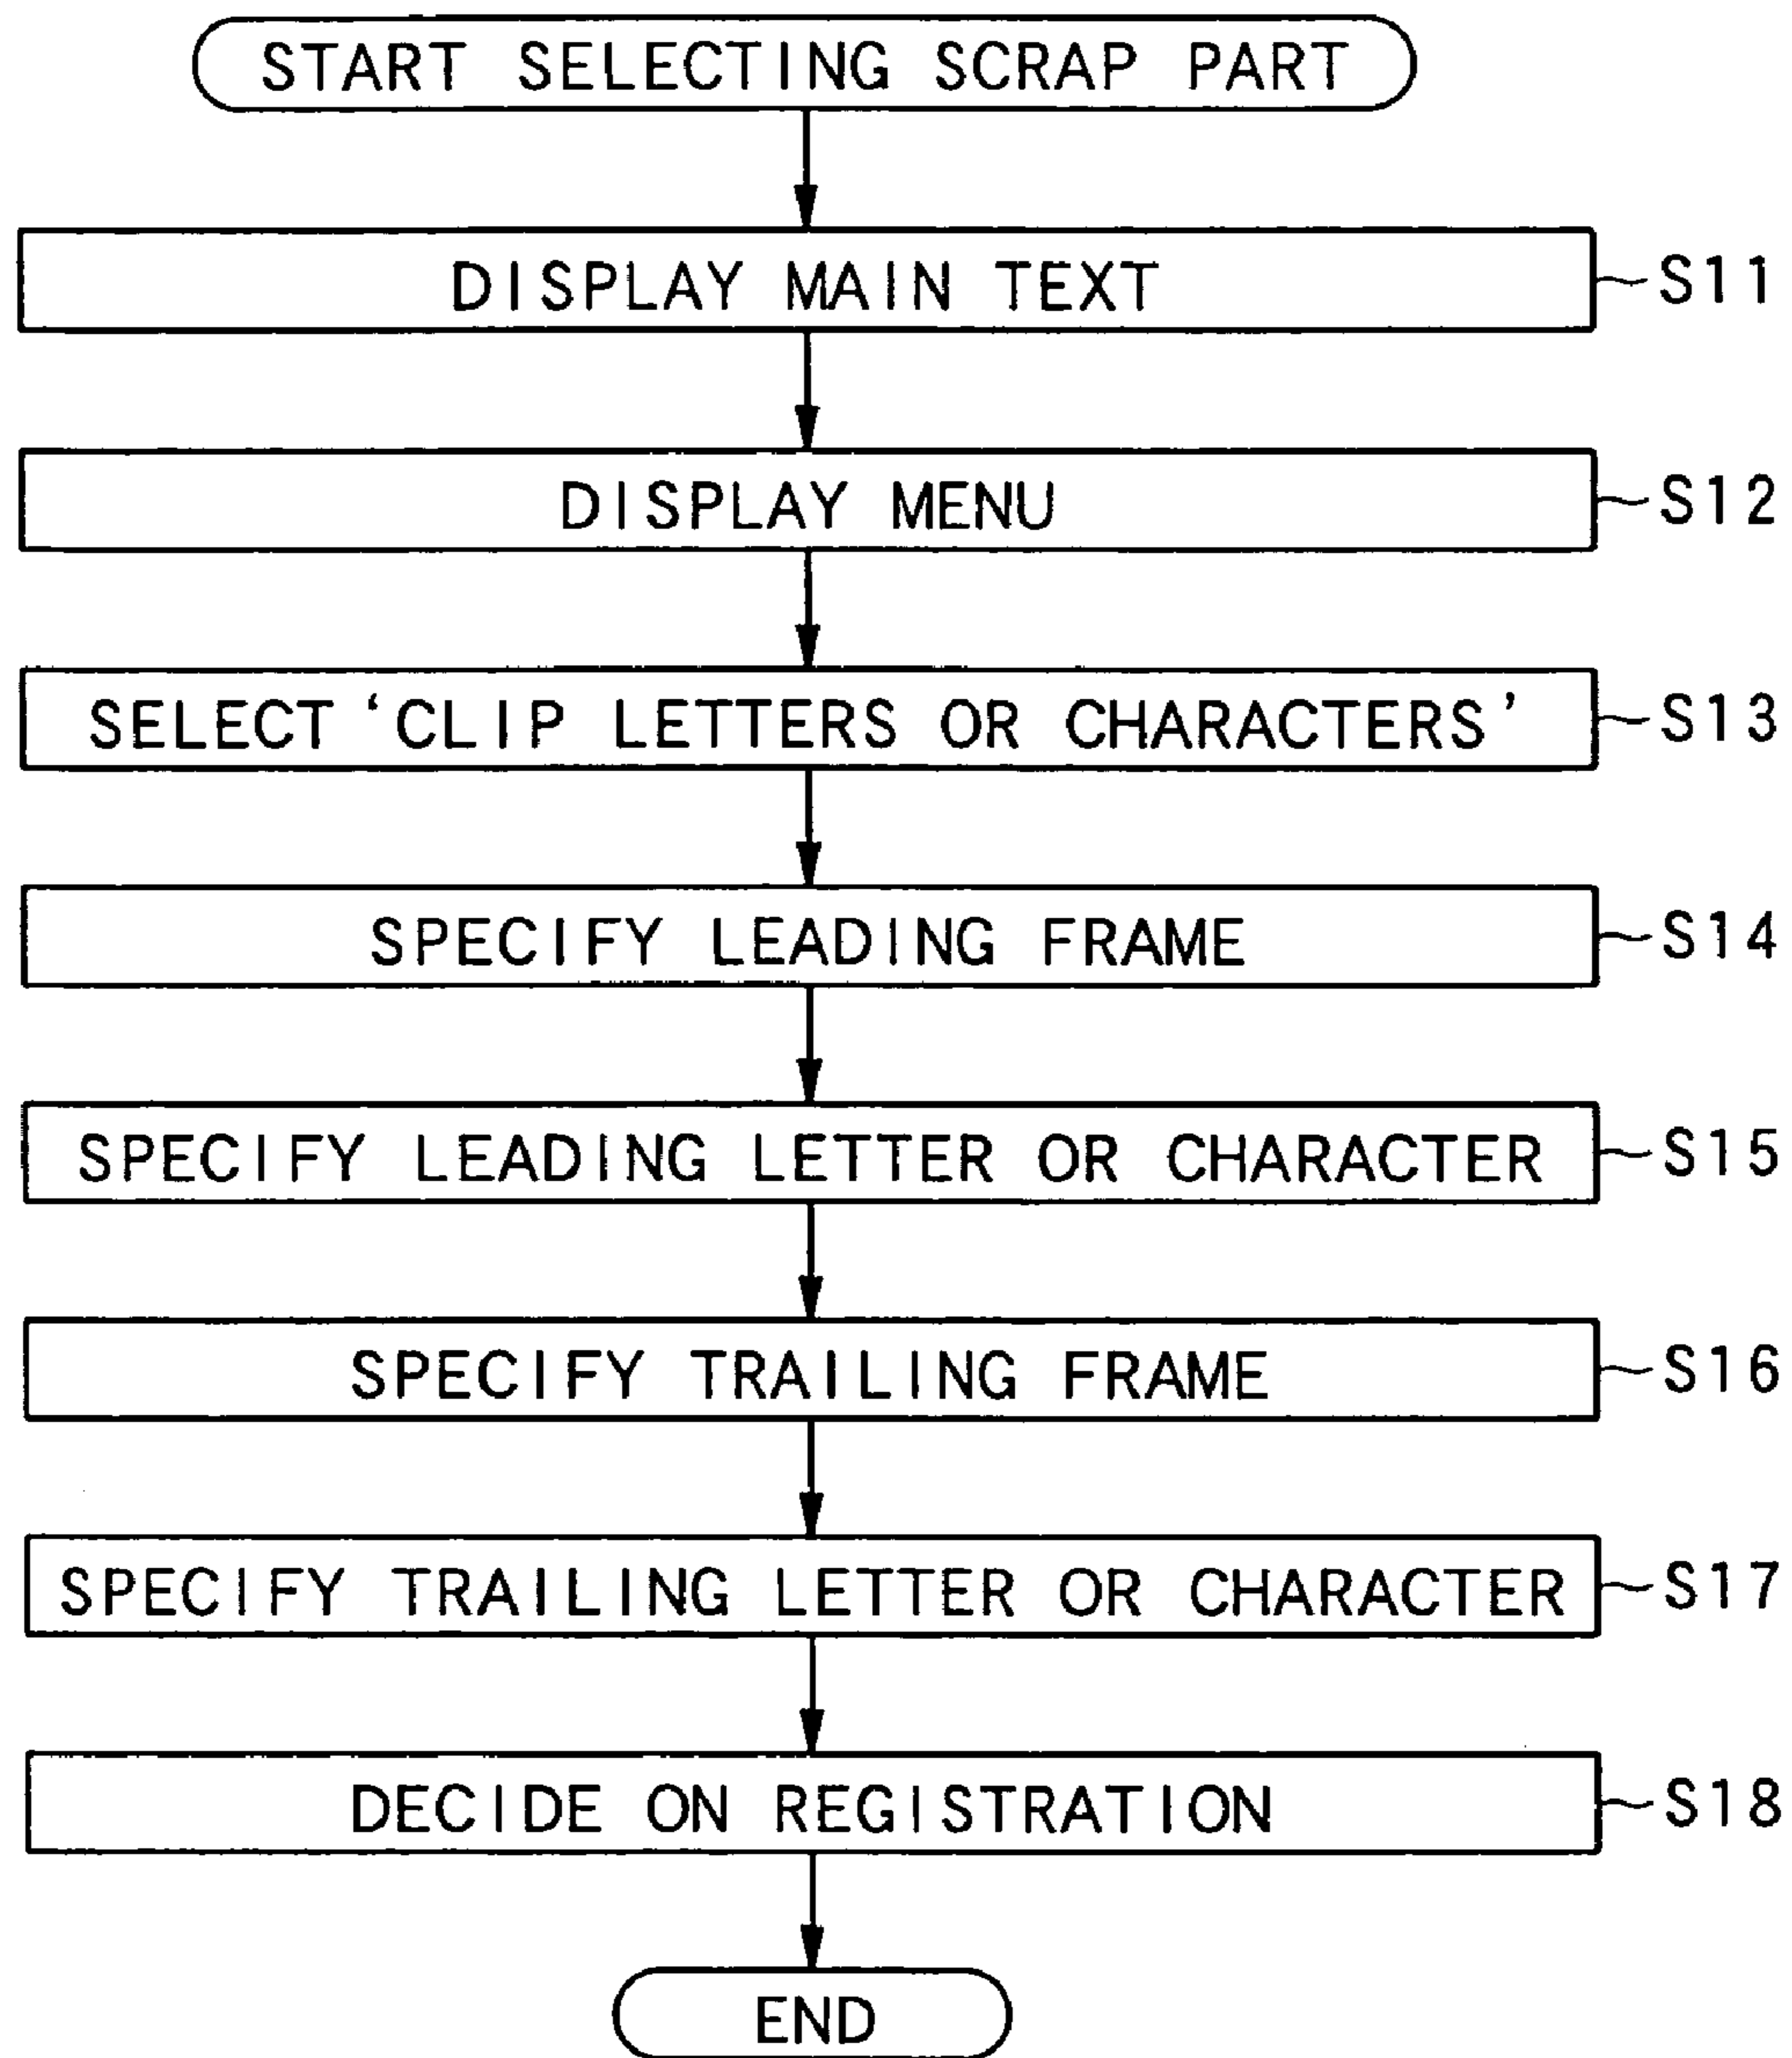 START SELECTING SCRAP PART
DISPLAY MAIN TEXT
S11
DISPLAY MENU
S12
SELECT ‘CLIP LETTERS OR CHARACTERS’
S13
SPECIFY LEADING FRAME
S14
SPECIFY LEADING LETTER OR CHARACTER
S15
SPECIFY TRAILING FRAME
S16
SPECIFY TRAILING LETTER OR CHARACTER
S17
DECIDE ON REGISTRATION
S18
END